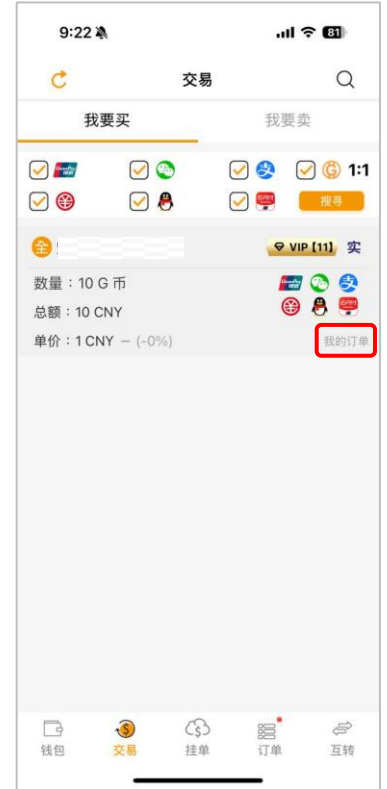 9:22
81
交易
我要买
我要卖
1:1
搜寻
全
VIP [11] 实
数量：10 G 币
总额：10 CNY
单价：1 CNY — (-0%)
我的订单
钱包
交易
挂单
订单
互转